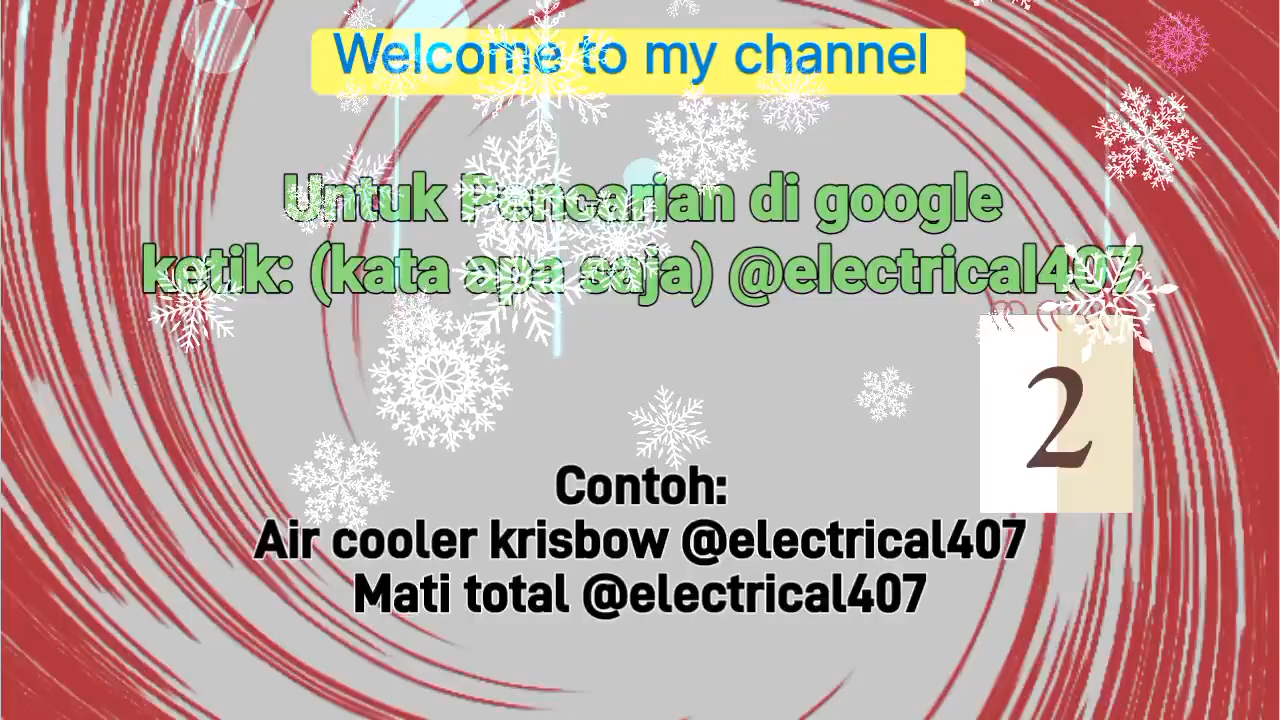 Welcome to my channel
Untuk Pencarian di google
ketik: (kata apa saja) @electrical407
2
Contoh:
Air cooler krisbow @electrical407
Mati total @electrical407